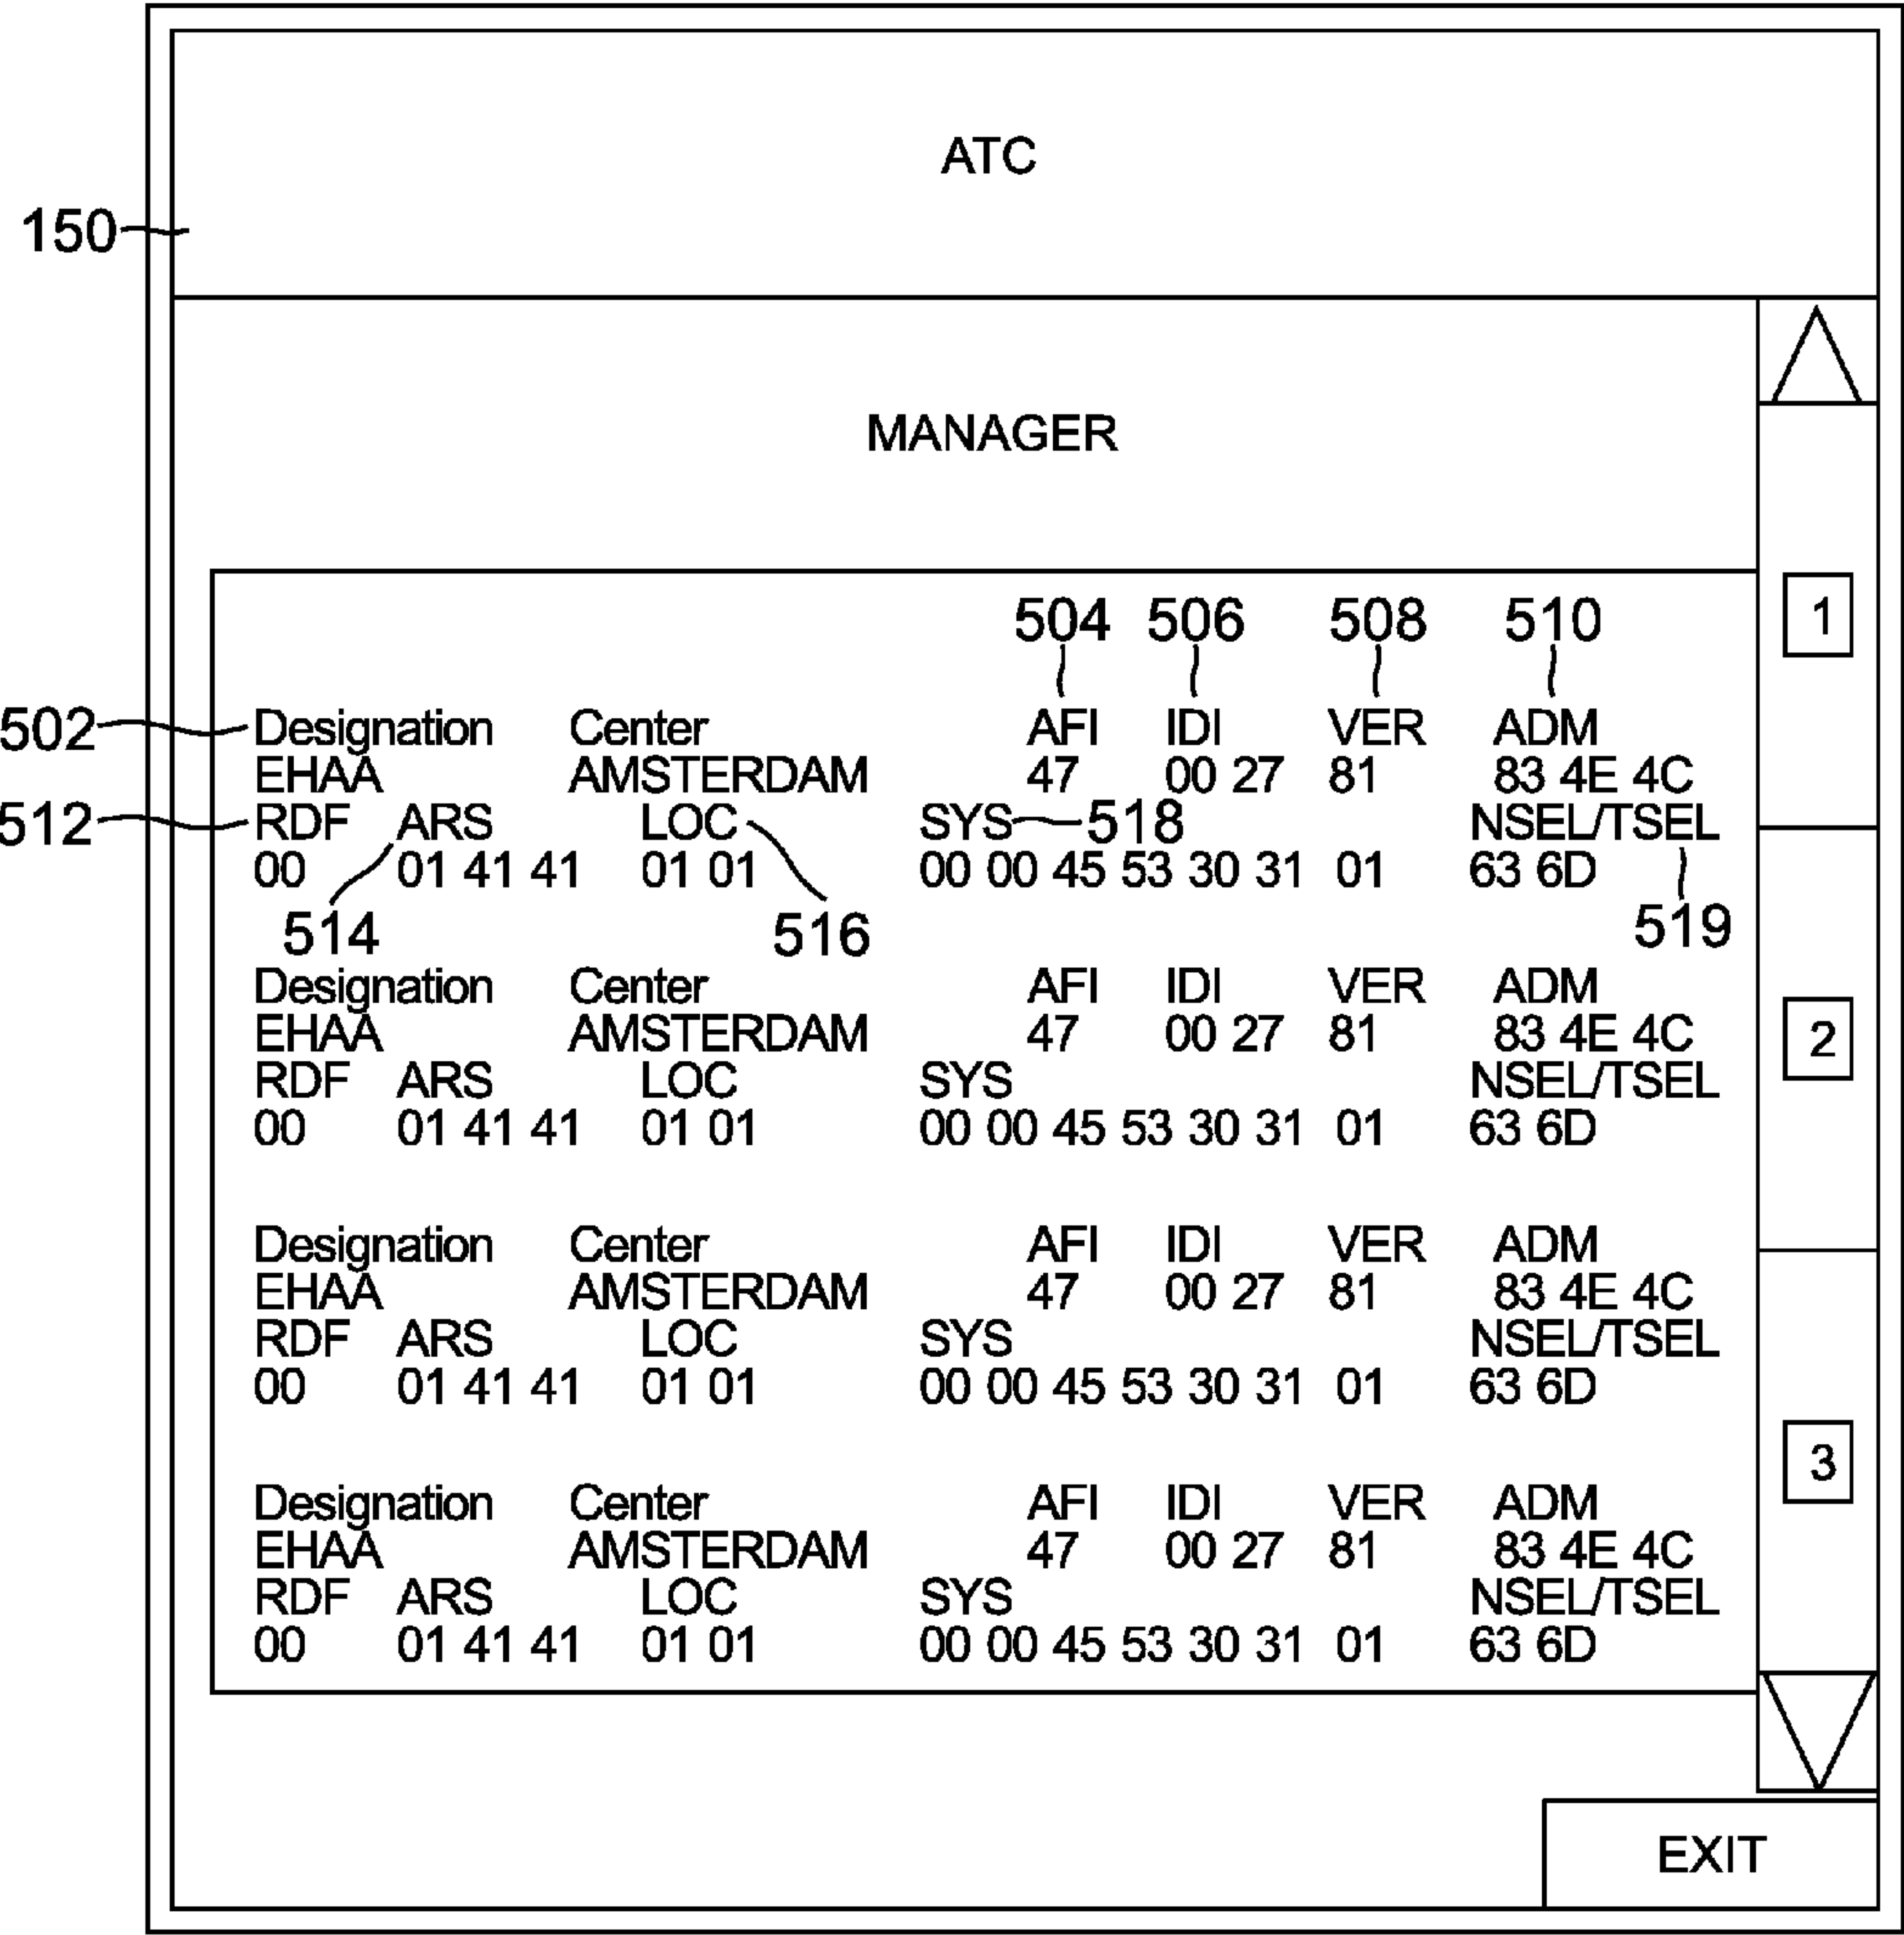 ATC
150
MANAGER
504 506 508 510 1
502 Designation Center AFI IDI VER ADM
EHAA AMSTERDAM 47 00 27 81 83 4E 4C
512 RDF ARS LOC SYS 518 NSEL/TSEL
00 01 41 41 01 01 00 00 45 53 30 31 01 63 6D
514 516 519
Designation Center AFI IDI VER ADM
EHAA AMSTERDAM 47 00 27 81 83 4E 4C 2
RDF ARS LOC SYS NSEL/TSEL
00 01 41 41 01 01 00 00 45 53 30 31 01 63 6D
Designation Center AFI IDI VER ADM
EHAA AMSTERDAM 47 00 27 81 83 4E 4C
RDF ARS LOC SYS NSEL/TSEL
00 01 41 41 01 01 00 00 45 53 30 31 01 63 6D
3
Designation Center AFI IDI VER ADM
EHAA AMSTERDAM 47 00 27 81 83 4E 4C
RDF ARS LOC SYS NSEL/TSEL
00 01 41 41 01 01 00 00 45 53 30 31 01 63 6D
EXIT